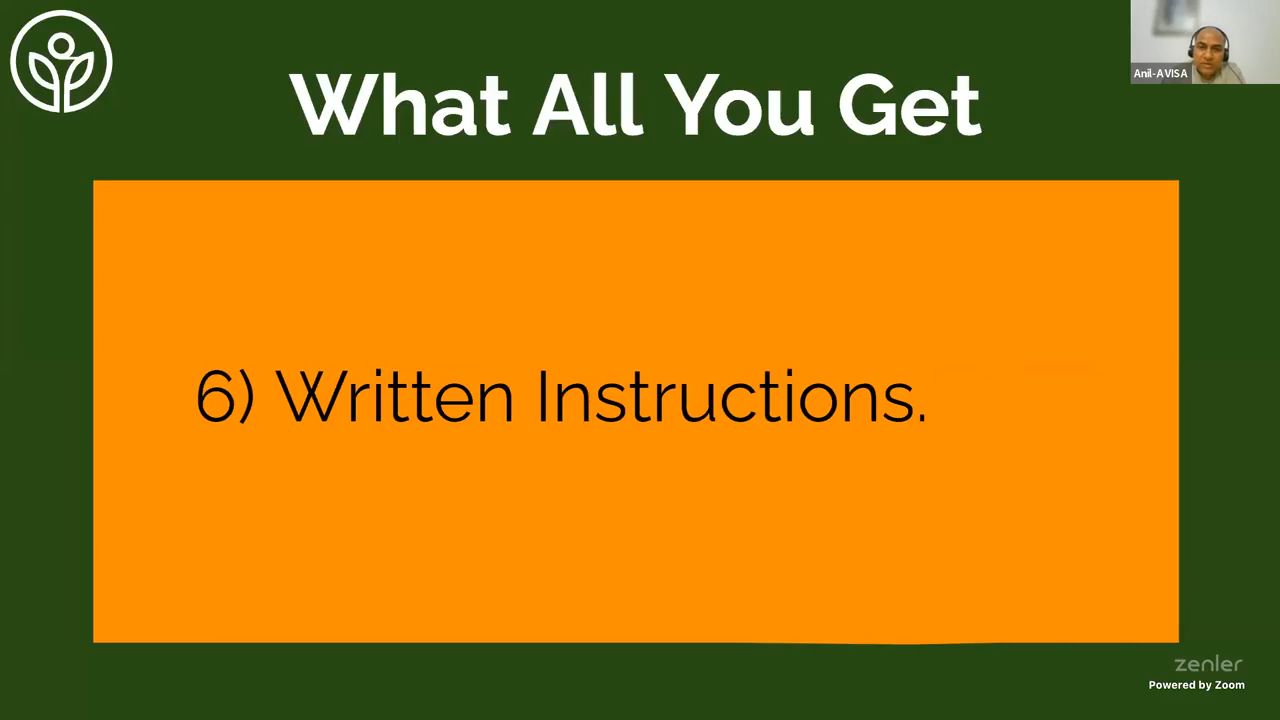 What All You Get
Anil-AVISA
6) Written Instructions.
zenler
Powered by Zoom